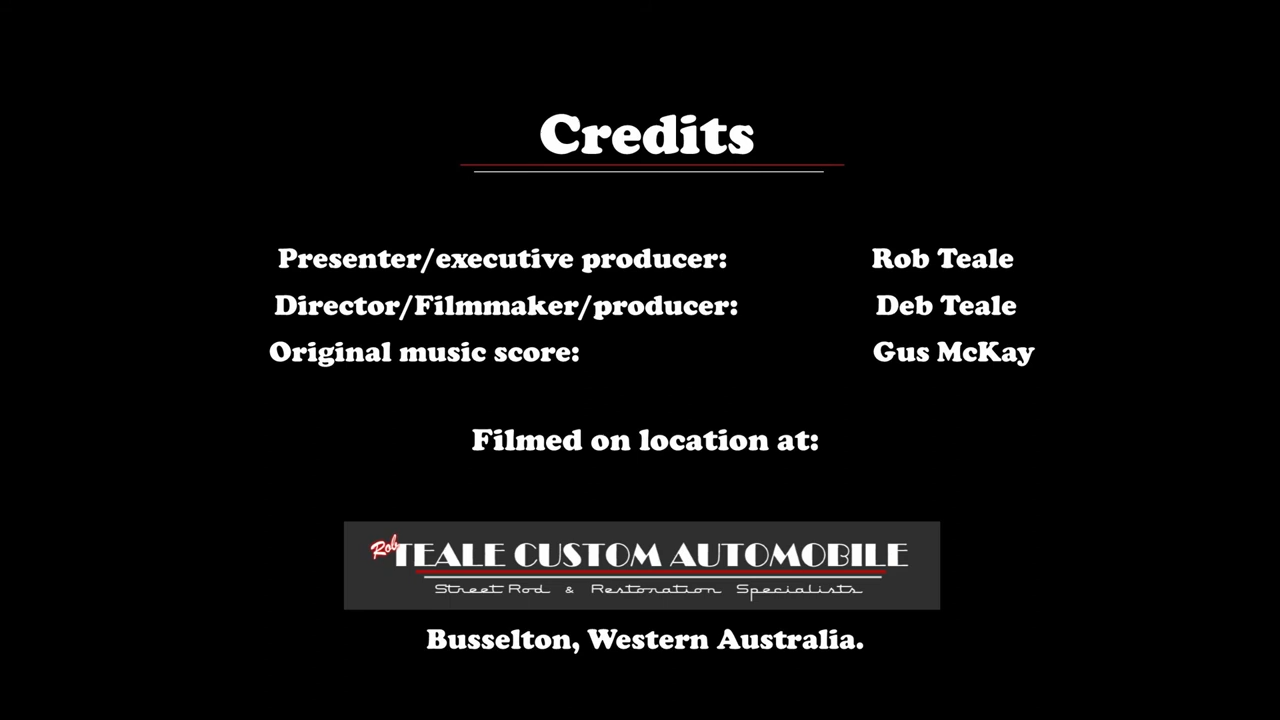 Credits
Presenter/executive producer: Rob Teale
Director/Filmmaker/producer: Deb Teale
Original music score: Gus McKay
Filmed on location at:
Rob TEALE CUSTOM AUTOMOBILE
Street Rod & Restoration Specialists
Busselton, Western Australia.